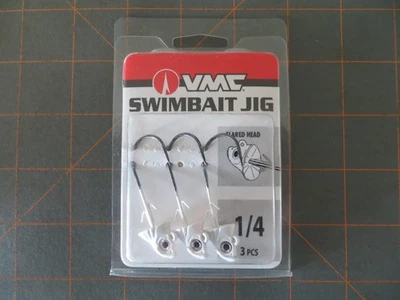 VMC
SWIMBAIT JIG
FLARED HEAD
1/4
3 PCS